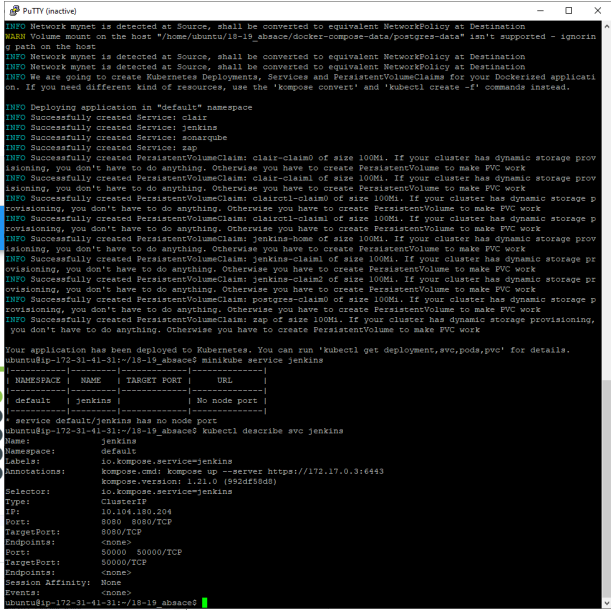 PuTTY (inactive)
INFO Network mynet is detected at Source, shall be converted to equivalent NetworkPolicy at Destination
WARN Volume mount on the host "/home/ubuntu/18-19_absace/docker-compose-data/postgres-data" isn't supported - ignorin
g path on the host
INFO Network mynet is detected at Source, shall be converted to equivalent NetworkPolicy at Destination
INFO Network mynet is detected at Source, shall be converted to equivalent NetworkPolicy at Destination
INFO We are going to create Kubernetes Deployments, Services and PersistentVolumeClaims for your Dockerized applicati
on. If you need different kind of resources, use the 'kompose convert' and 'kubectl create -f' commands instead.
INFO Deploying application in "default" namespace
INFO Successfully created Service: clair
INFO Successfully created Service: jenkins
INFO Successfully created Service: sonarqube
INFO Successfully created Service: zap
INFO Successfully created PersistentVolumeClaim: clair-claim0 of size 100Mi. If your cluster has dynamic storage prov
isioning, you don't have to do anything. Otherwise you have to create PersistentVolume to make PVC work
INFO Successfully created PersistentVolumeClaim: clair-claim1 of size 100Mi. If your cluster has dynamic storage prov
isioning, you don't have to do anything. Otherwise you have to create PersistentVolume to make PVC work
INFO Successfully created PersistentVolumeClaim: clairctl-claim0 of size 100Mi. If your cluster has dynamic storage p
rovisioning, you don't have to do anything. Otherwise you have to create PersistentVolume to make PVC work
INFO Successfully created PersistentVolumeClaim: clairctl-claim1 of size 100Mi. If your cluster has dynamic storage p
rovisioning, you don't have to do anything. Otherwise you have to create PersistentVolume to make PVC work
INFO Successfully created PersistentVolumeClaim: jenkins-home of size 100Mi. If your cluster has dynamic storage prov
isioning, you don't have to do anything. Otherwise you have to create PersistentVolume to make PVC work
INFO Successfully created PersistentVolumeClaim: jenkins-claim1 of size 100Mi. If your cluster has dynamic storage pr
ovisioning, you don't have to do anything. Otherwise you have to create PersistentVolume to make PVC work
INFO Successfully created PersistentVolumeClaim: jenkins-claim2 of size 100Mi. If your cluster has dynamic storage pr
ovisioning, you don't have to do anything. Otherwise you have to create PersistentVolume to make PVC work
INFO Successfully created PersistentVolumeClaim: postgres-claim0 of size 100Mi. If your cluster has dynamic storage p
rovisioning, you don't have to do anything. Otherwise you have to create PersistentVolume to make PVC work
INFO Successfully created PersistentVolumeClaim: zap of size 100Mi. If your cluster has dynamic storage provisioning,
 you don't have to do anything. Otherwise you have to create PersistentVolume to make PVC work
Your application has been deployed to Kubernetes. You can run 'kubectl get deployment,svc,pods,pvc' for details.
ubuntu@ip-172-31-41-31:~/18-19_absace$ minikube service jenkins
|-----------|---------|-------------|--------------|
| NAMESPACE | NAME | TARGET PORT | URL |
|-----------|---------|-------------|--------------|
| default | jenkins | | No node port |
|-----------|---------|-------------|--------------|
* service default/jenkins has no node port
ubuntu@ip-172-31-41-31:~/18-19_absace$ kubectl describe svc jenkins
Name: jenkins
Namespace: default
Labels: io.kompose.service=jenkins
Annotations: kompose.cmd: kompose up --server https://172.17.0.3:6443
kompose.version: 1.21.0 (992df58d8)
Selector: io.kompose.service=jenkins
Type: ClusterIP
IP: 10.104.180.204
Port: 8080 8080/TCP
TargetPort: 8080/TCP
Endpoints: <none>
Port: 50000 50000/TCP
TargetPort: 50000/TCP
Endpoints: <none>
Session Affinity: None
Events: <none>
ubuntu@ip-172-31-41-31:~/18-19_absace$